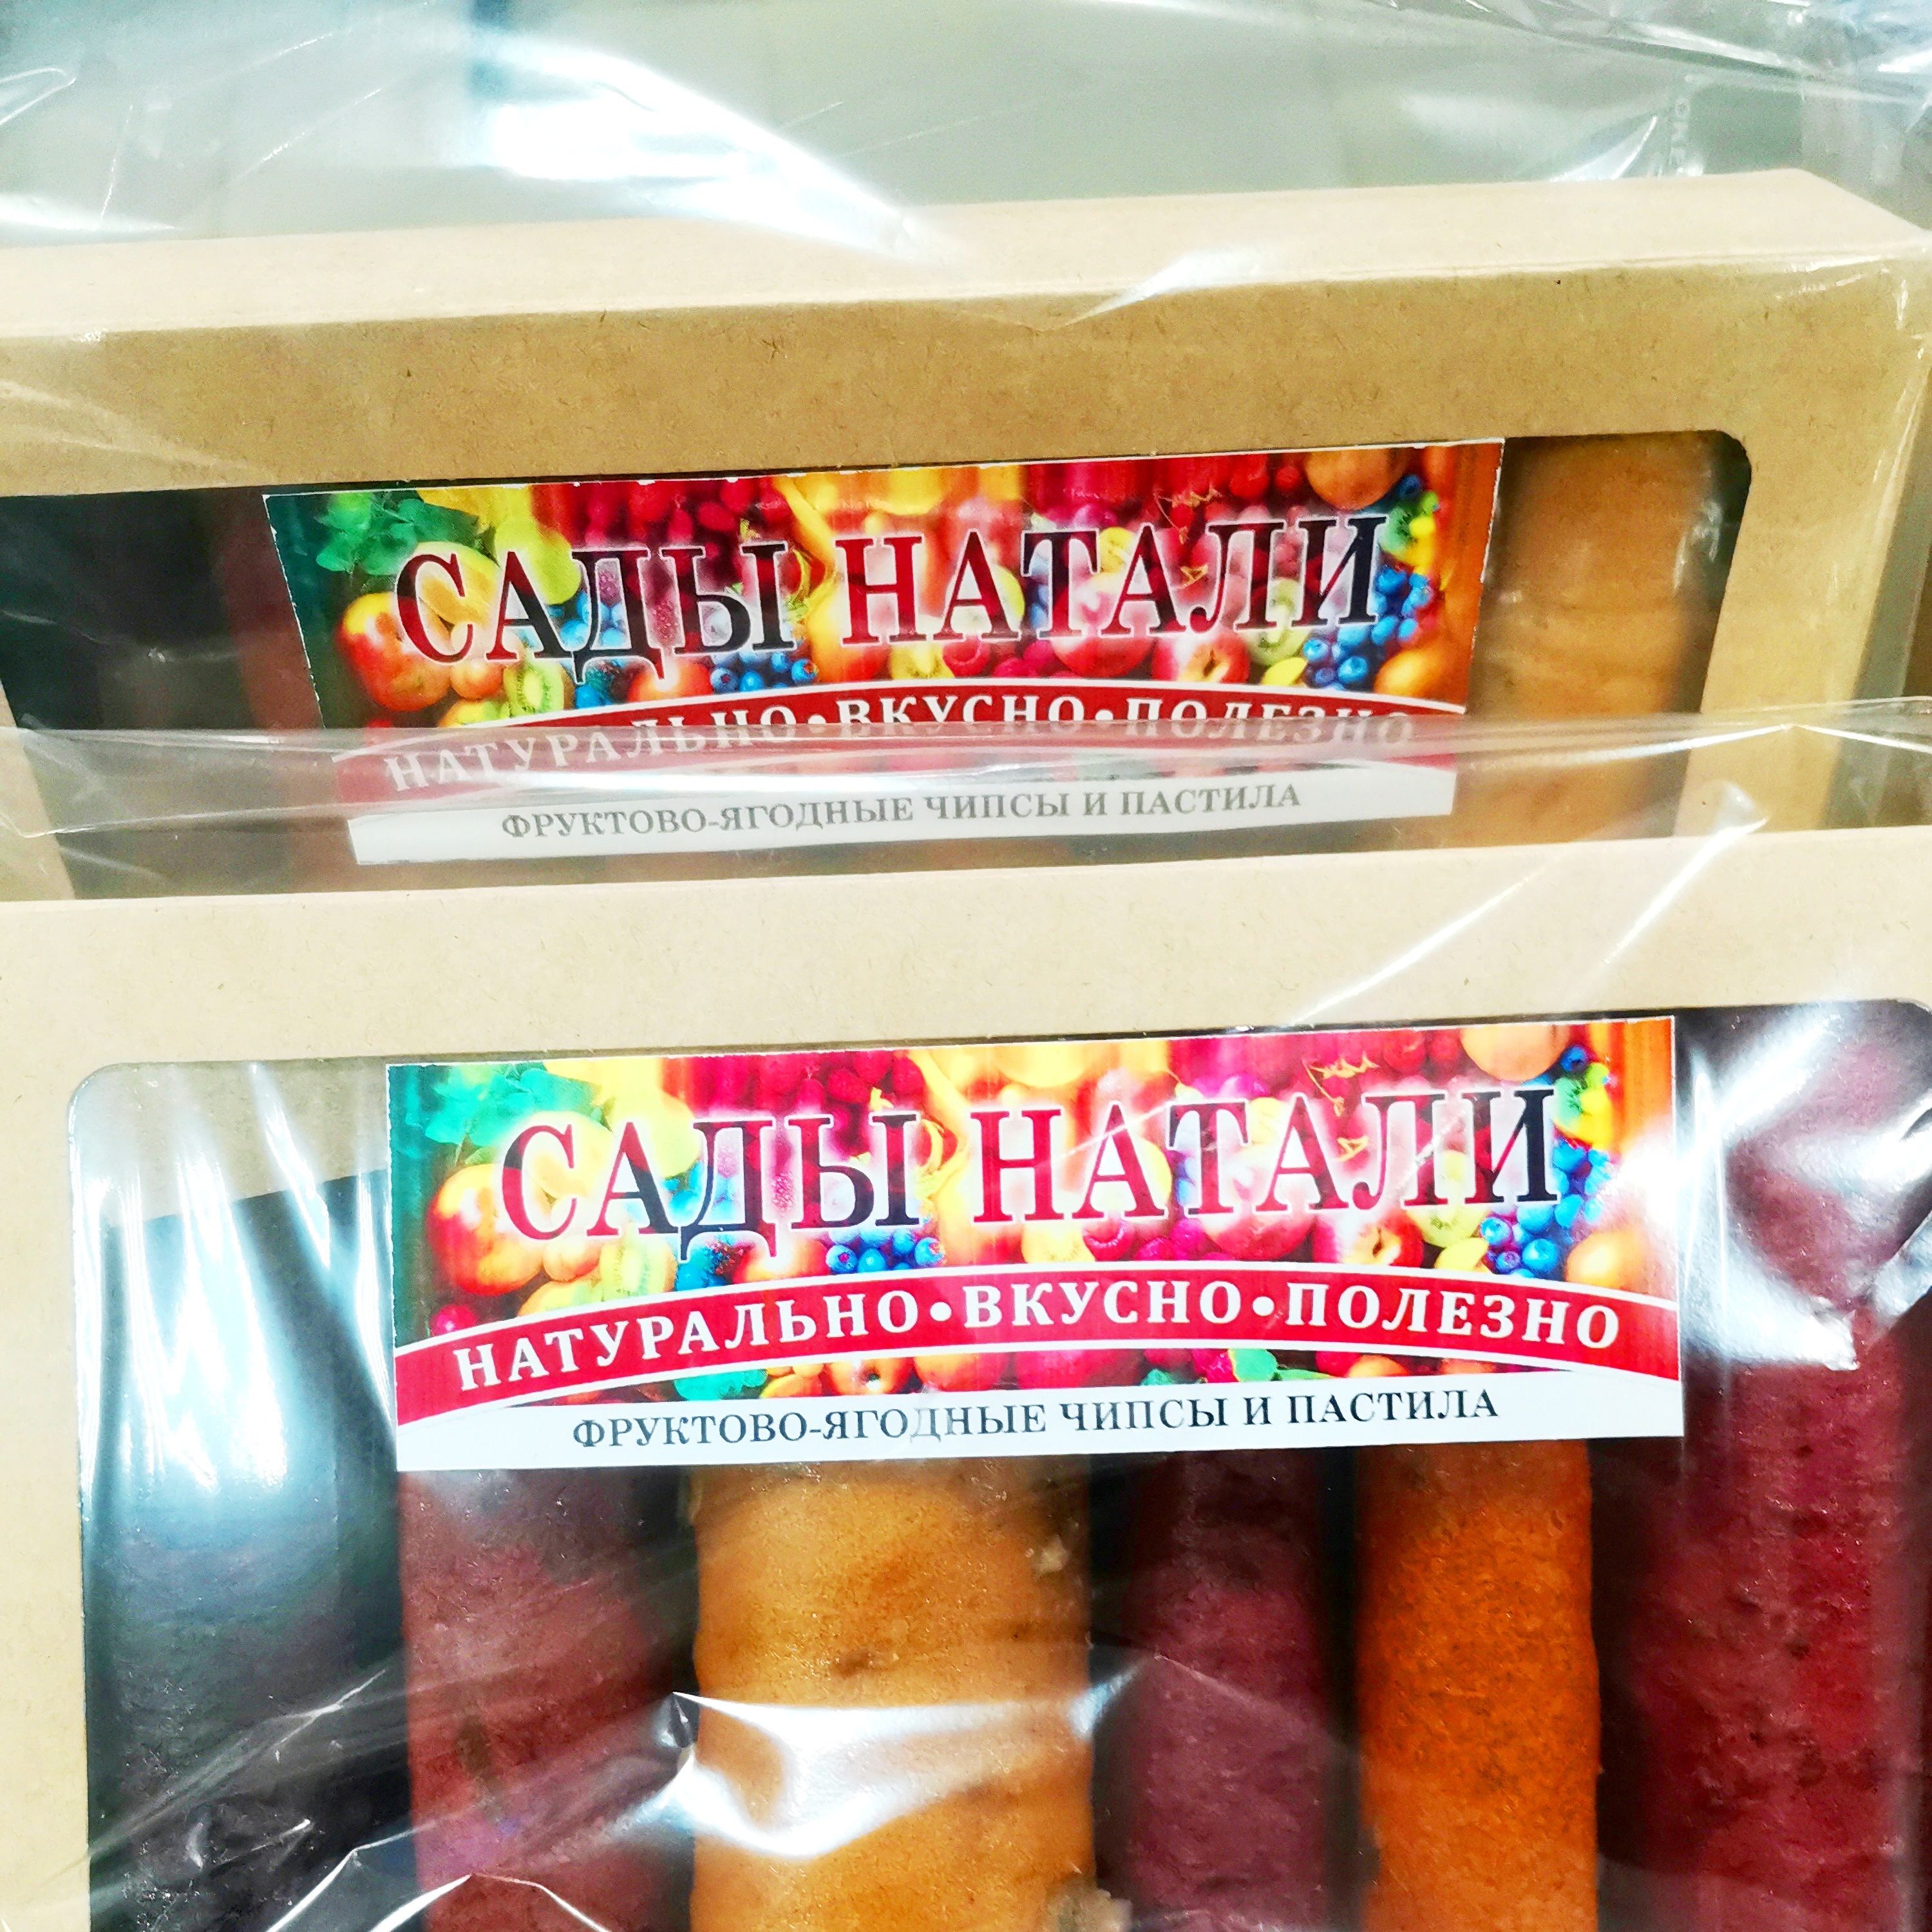 САДЫ НАТАЛИ
НАТУРАЛЬНО•ВКУСНО•ПОЛЕЗНО
ФРУКТОВО-ЯГОДНЫЕ ЧИПСЫ И ПАСТИЛА
САДЫ НАТАЛИ
НАТУРАЛЬНО•ВКУСНО•ПОЛЕЗНО
ФРУКТОВО-ЯГОДНЫЕ ЧИПСЫ И ПАСТИЛА